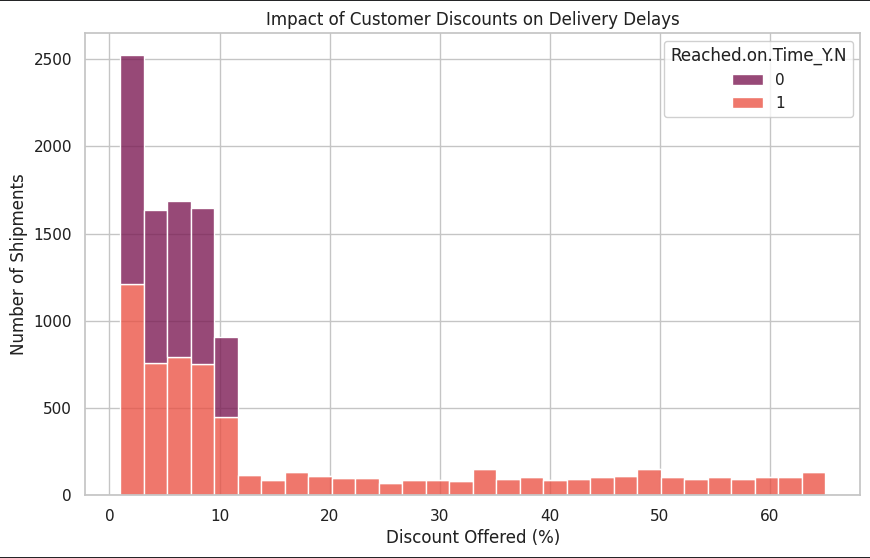 Impact of Customer Discounts on Delivery Delays
Reached.on.Time_Y.N
0
1
Number of Shipments
2500
2000
1500
1000
500
0
0 10 20 30 40 50 60
Discount Offered (%)